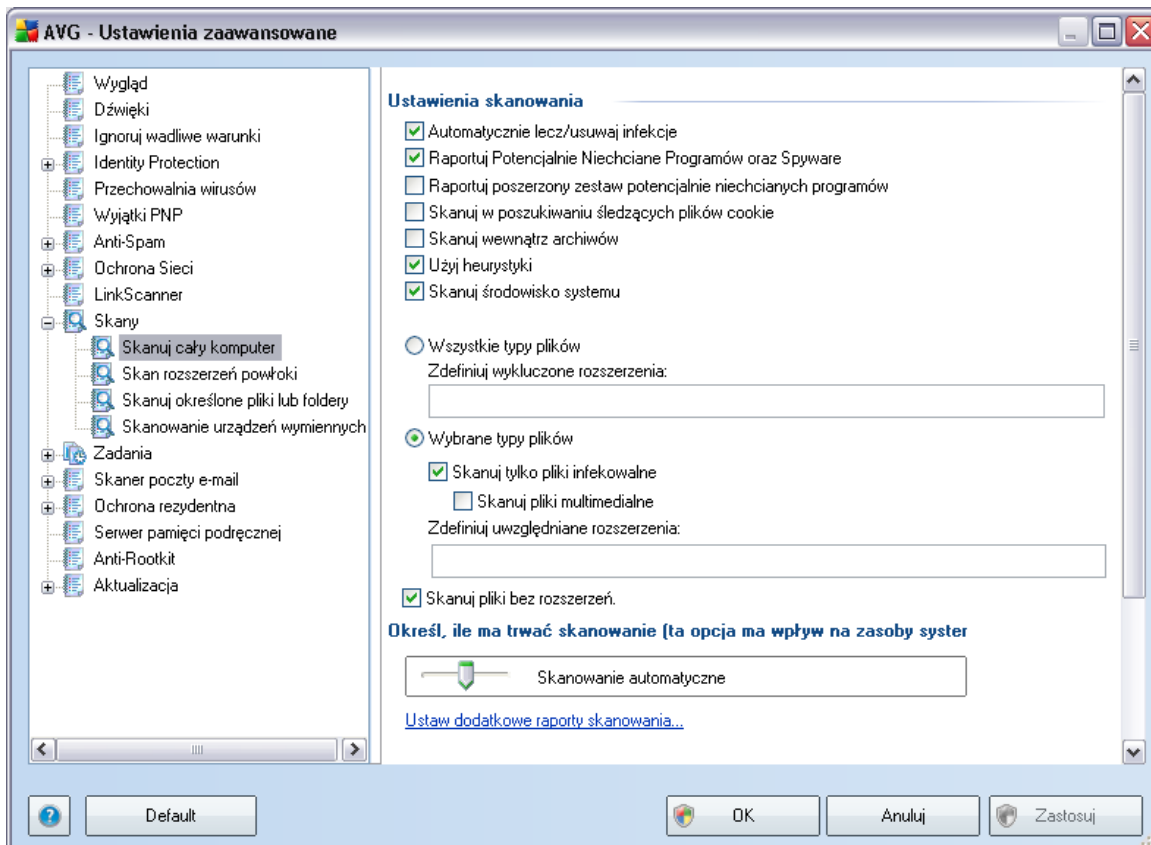 AVG - Ustawienia zaawansowane
Wygląd
Dźwięki
Ignoruj wadliwe warunki
Identity Protection
Przechowalnia wirusów
Wyjątki PNP
Anti-Spam
Ochrona Sieci
LinkScanner
Skany
Skanuj cały komputer
Skan rozszerzeń powłoki
Skanuj określone pliki lub foldery
Skanowanie urządzeń wymiennych
Zadania
Skaner poczty e-mail
Ochrona rezydentna
Serwer pamięci podręcznej
Anti-Rootkit
Aktualizacja
Ustawienia skanowania
Automatycznie lecz/usuwaj infekcje
Raportuj Potencjalnie Niechciane Programów oraz Spyware
Raportuj poszerzony zestaw potencjalnie niechcianych programów
Skanuj w poszukiwaniu śledzących plików cookie
Skanuj wewnątrz archiwów
Użyj heurystyki
Skanuj środowisko systemu
Wszystkie typy plików
Zdefiniuj wykluczone rozszerzenia:
Wybrane typy plików
Skanuj tylko pliki infekowalne
Skanuj pliki multimedialne
Zdefiniuj uwzględniane rozszerzenia:
Skanuj pliki bez rozszerzeń.
Określ, ile ma trwać skanowanie (ta opcja ma wpływ na zasoby syster
Skanowanie automatyczne
Ustaw dodatkowe raporty skanowania...
Default
OK
Anuluj
Zastosuj